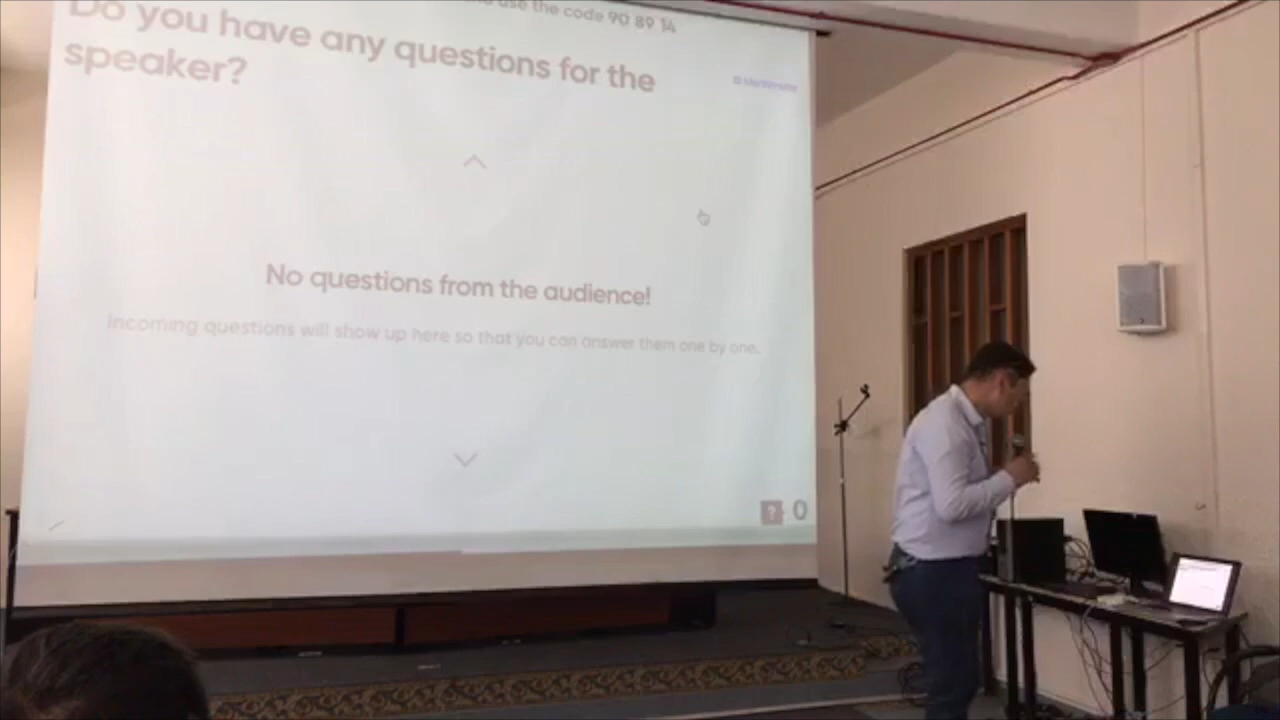 use the code 90 89 14
Do you have any questions for the
speaker?
Mentimeter
No questions from the audience!
Incoming questions will show up here so that you can answer them one by one.
? 0